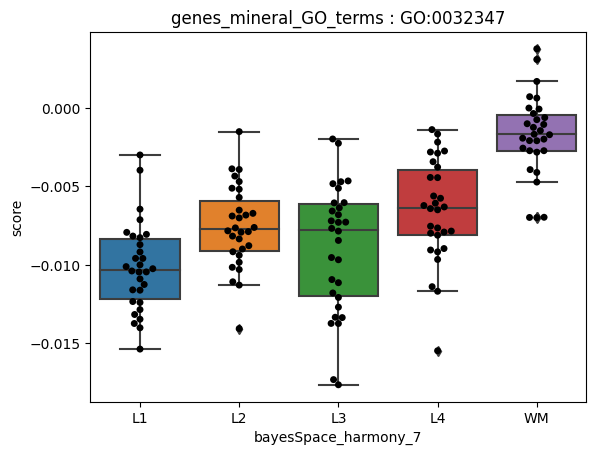 genes_mineral_GO_terms : GO:0032347
0.000
−0.005
−0.010
−0.015
score
L1 L2 L3 L4 WM
bayesSpace_harmony_7